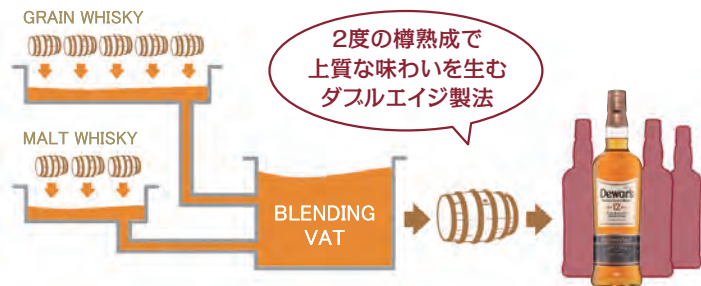 GRAIN WHISKY
2度の樽熟成で
上質な味わいを生む
ダブルエイジ製法
MALT WHISKY
BLENDING
VAT
Dewar's
12